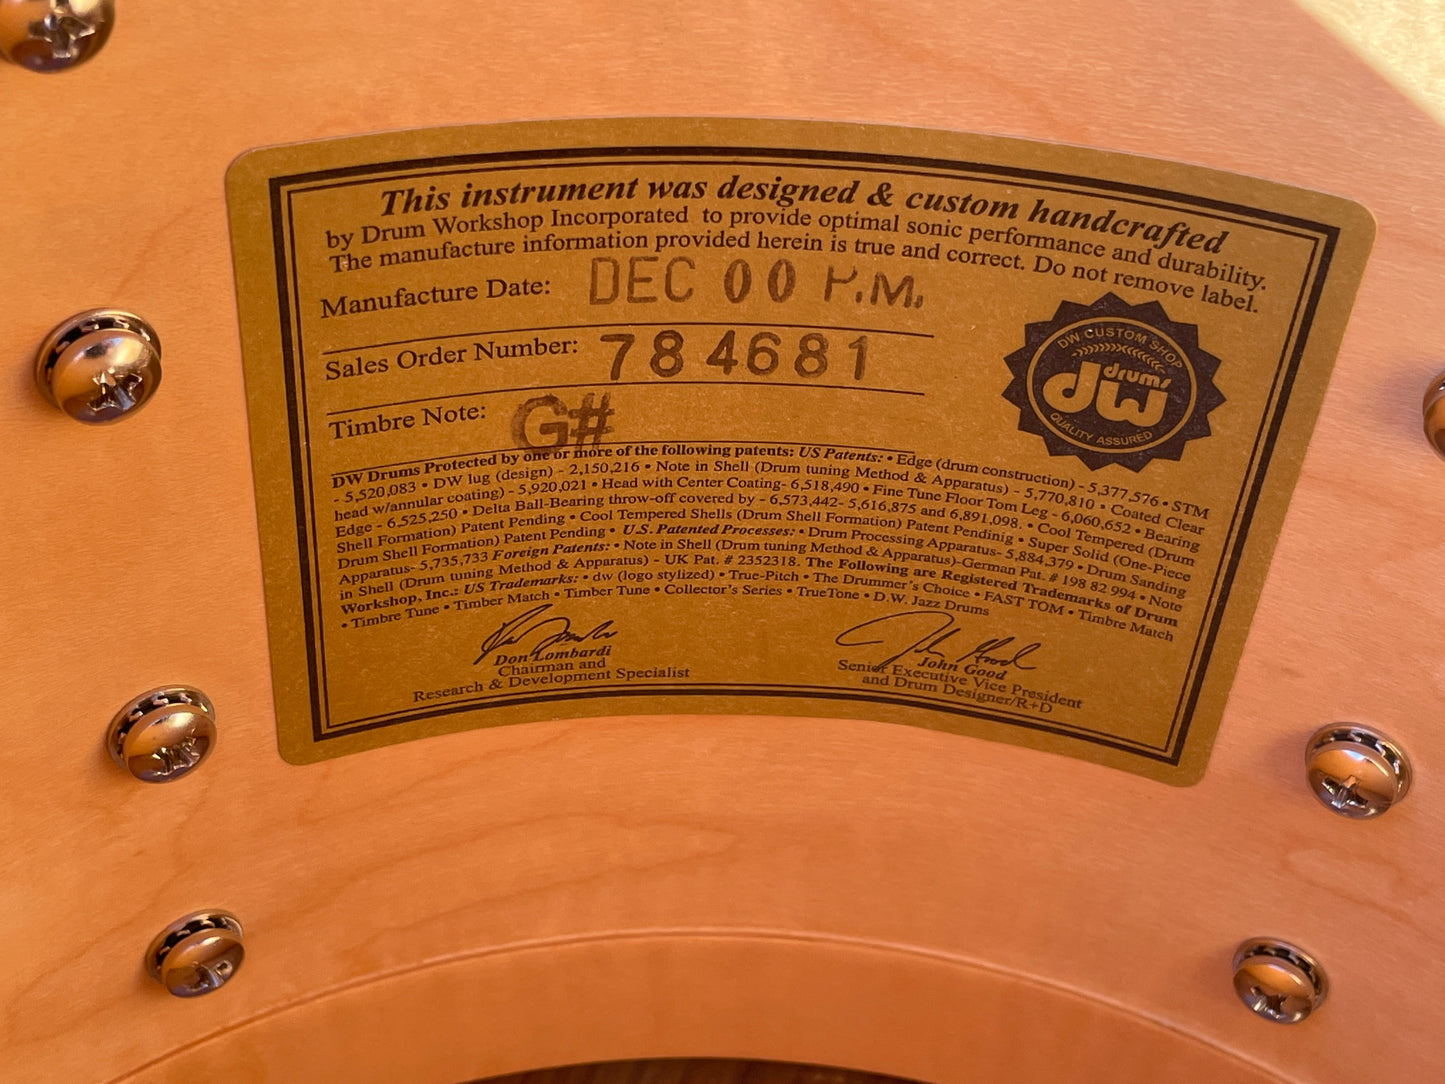 This instrument was designed & custom handcrafted
by Drum Workshop Incorporated to provide optimal sonic performance and durability.
The manufacture information provided herein is true and correct. Do not remove label.
Manufacture Date: DEC 00 P.M.
Sales Order Number: 784681
Timbre Note: G#
DW CUSTOM SHOP
drums
dw
QUALITY ASSURED
DW Drums Protected by one or more of the following patents: US Patents: • Edge (drum construction) - 5,377,576 • STM
- 5,520,083 • DW lug (design) - 2,150,216 • Note in Shell (Drum tuning Method & Apparatus) - 5,770,810 • Coated Clear
head w/annular coating) - 5,920,021 • Head with Center Coating- 6,518,490 • Fine Tune Floor Tom Leg - 6,060,652 • Bearing
Edge - 6,525,250 • Delta Ball-Bearing throw-off covered by - 6,573,442- 5,616,875 and 6,891,098. • Cool Tempered (Drum
Shell Formation) Patent Pending • Cool Tempered Shells (Drum Shell Formation) Patent Pendinig • Super Solid (One-Piece
Drum Shell Formation) Patent Pending • U.S. Patented Processes: • Drum Processing Apparatus- 5,884,379 • Drum Sanding
Apparatus- 5,735,733 Foreign Patents: • Note in Shell (Drum tuning Method & Apparatus)-German Pat. # 198 82 994 • Note
in Shell (Drum tuning Method & Apparatus) - UK Pat. # 2352318. The Following are Registered Trademarks of Drum
Workshop, Inc.: US Trademarks: • dw (logo stylized) • True-Pitch • The Drummer's Choice • FAST TOM • Timbre Match
• Timbre Tune • Timber Match • Timber Tune • Collector's Series • TrueTone • D.W. Jazz Drums
Don Lombardi
Chairman and
Research & Development Specialist
John Good
Senior Executive Vice President
and Drum Designer/R+D